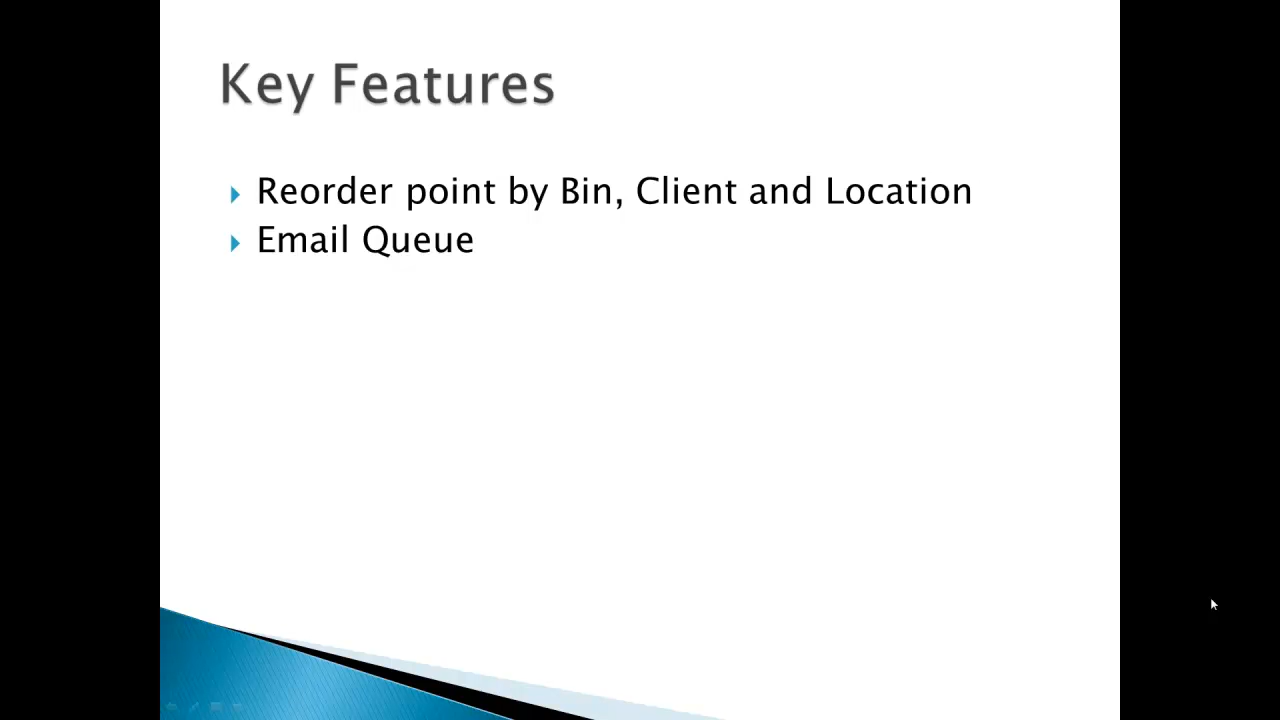 Key Features
Reorder point by Bin, Client and Location
Email Queue